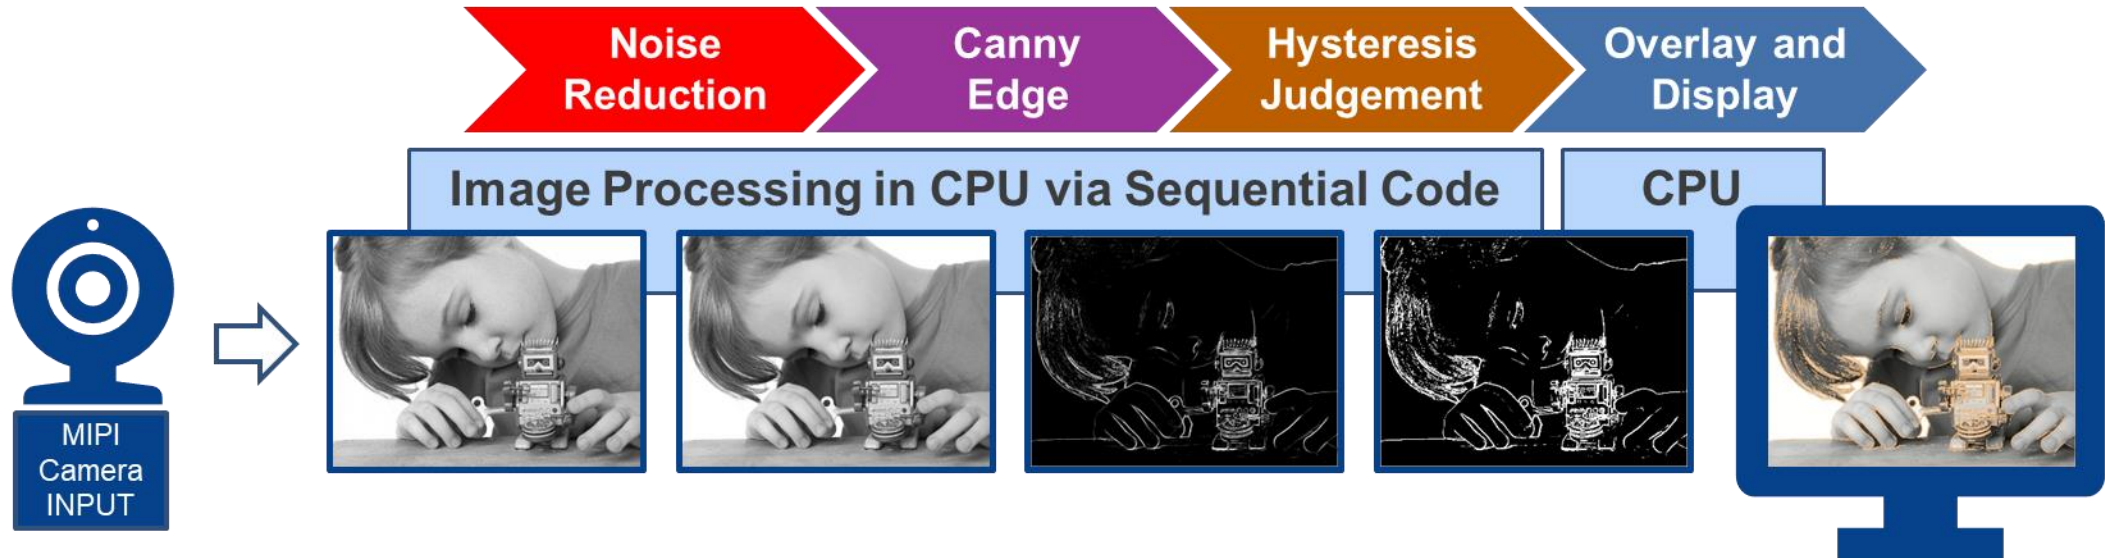 Noise
Reduction
Canny
Edge
Hysteresis
Judgement
Overlay and
Display
Image Processing in CPU via Sequential Code
CPU
MIPI
Camera
INPUT